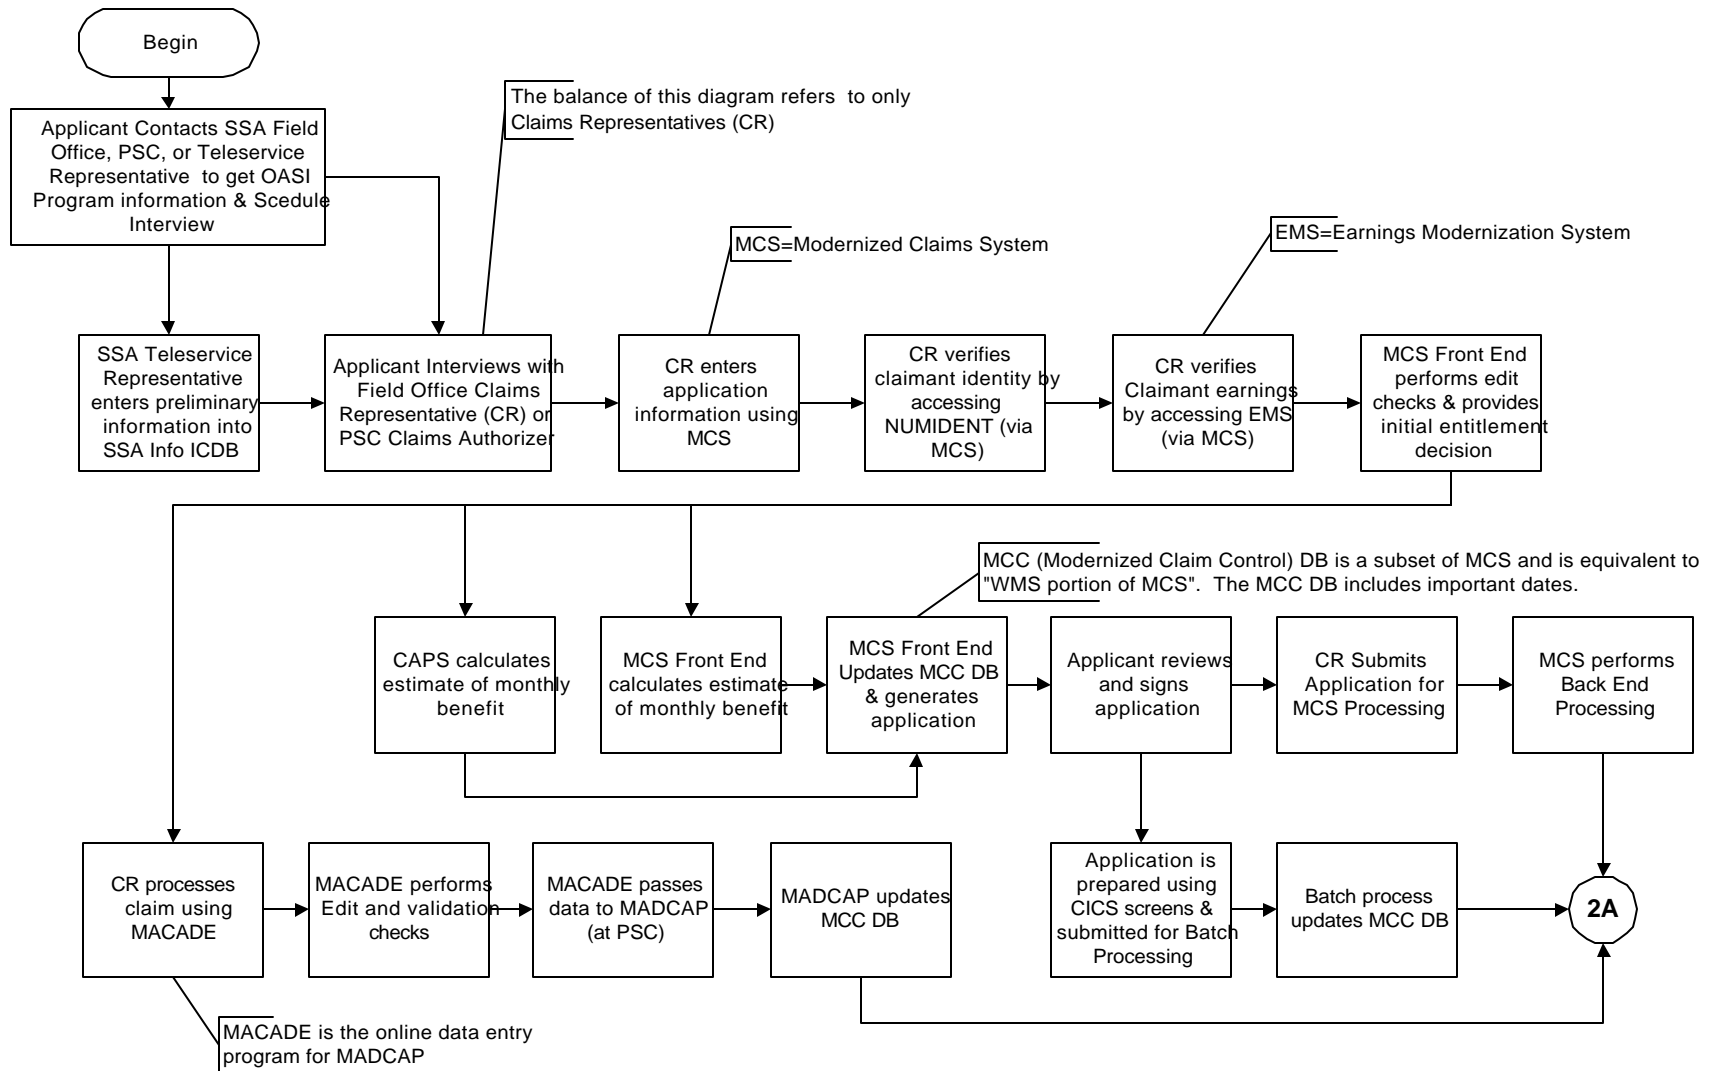 Begin
Applicant Contacts SSA Field
Office, PSC, or Teleservice
Representative to get OASI
Program information & Scedule
Interview
The balance of this diagram refers to only
Claims Representatives (CR)
MCS=Modernized Claims System
EMS=Earnings Modernization System
SSA Teleservice
Representative
enters preliminary
information into
SSA Info ICDB
Applicant Interviews with
Field Office Claims
Representative (CR) or
PSC Claims Authorizer
CR enters
application
information using
MCS
CR verifies
claimant identity by
accessing
NUMIDENT (via
MCS)
CR verifies
Claimant earnings
by accessing EMS
(via MCS)
MCS Front End
performs edit
checks & provides
initial entitlement
decision
MCC (Modernized Claim Control) DB is a subset of MCS and is equivalent to
"WMS portion of MCS". The MCC DB includes important dates.
CAPS calculates
estimate of monthly
benefit
MCS Front End
calculates estimate
of monthly benefit
MCS Front End
Updates MCC DB
& generates
application
Applicant reviews
and signs
application
CR Submits
Application for
MCS Processing
MCS performs
Back End
Processing
CR processes
claim using
MACADE
MACADE performs
Edit and validation
checks
MACADE passes
data to MADCAP
(at PSC)
MADCAP updates
MCC DB
Application is
prepared using
CICS screens &
submitted for Batch
Processing
Batch process
updates MCC DB
2A
MACADE is the online data entry
program for MADCAP